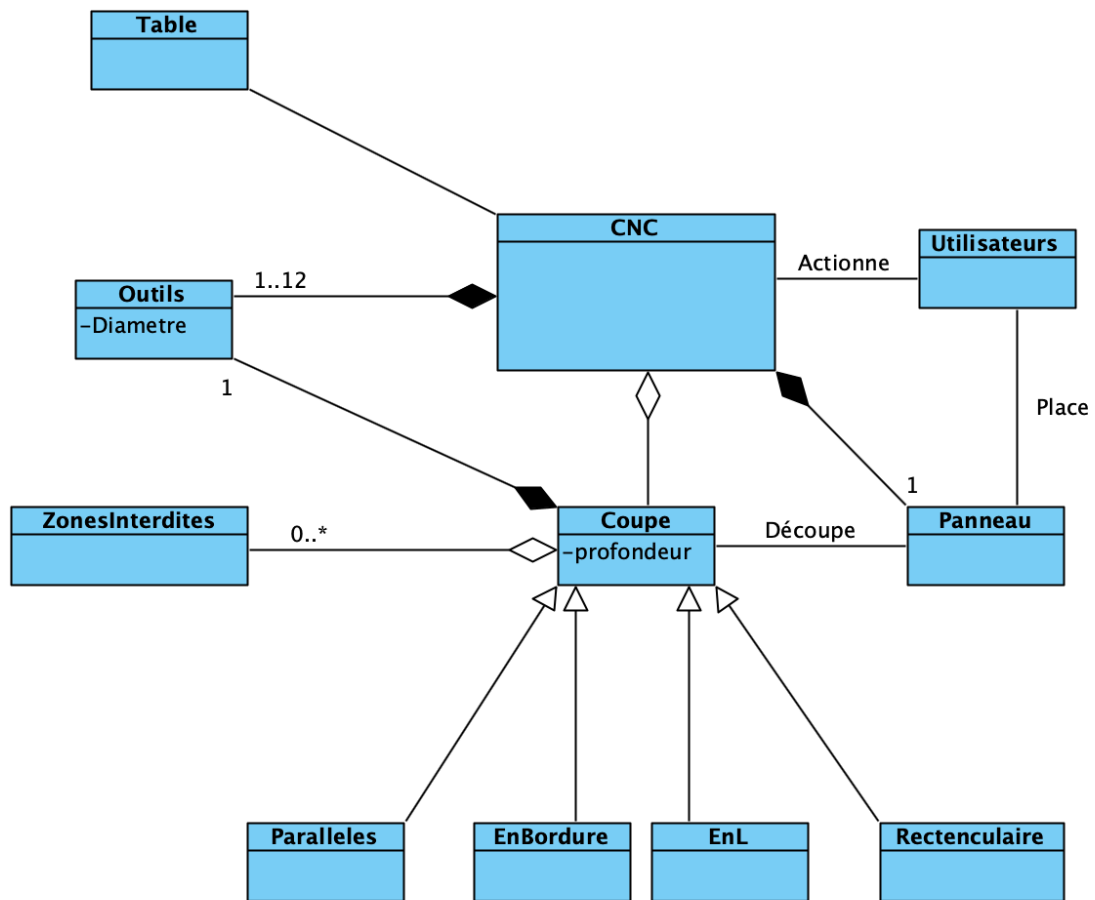 Table
CNC
Utilisateurs
Actionne
1..12
Outils
-Diametre
1
Place
1
ZonesInterdites
0..*
Coupe
-profondeur
Découpe
Panneau
Paralleles
EnBordure
EnL
Rectenculaire